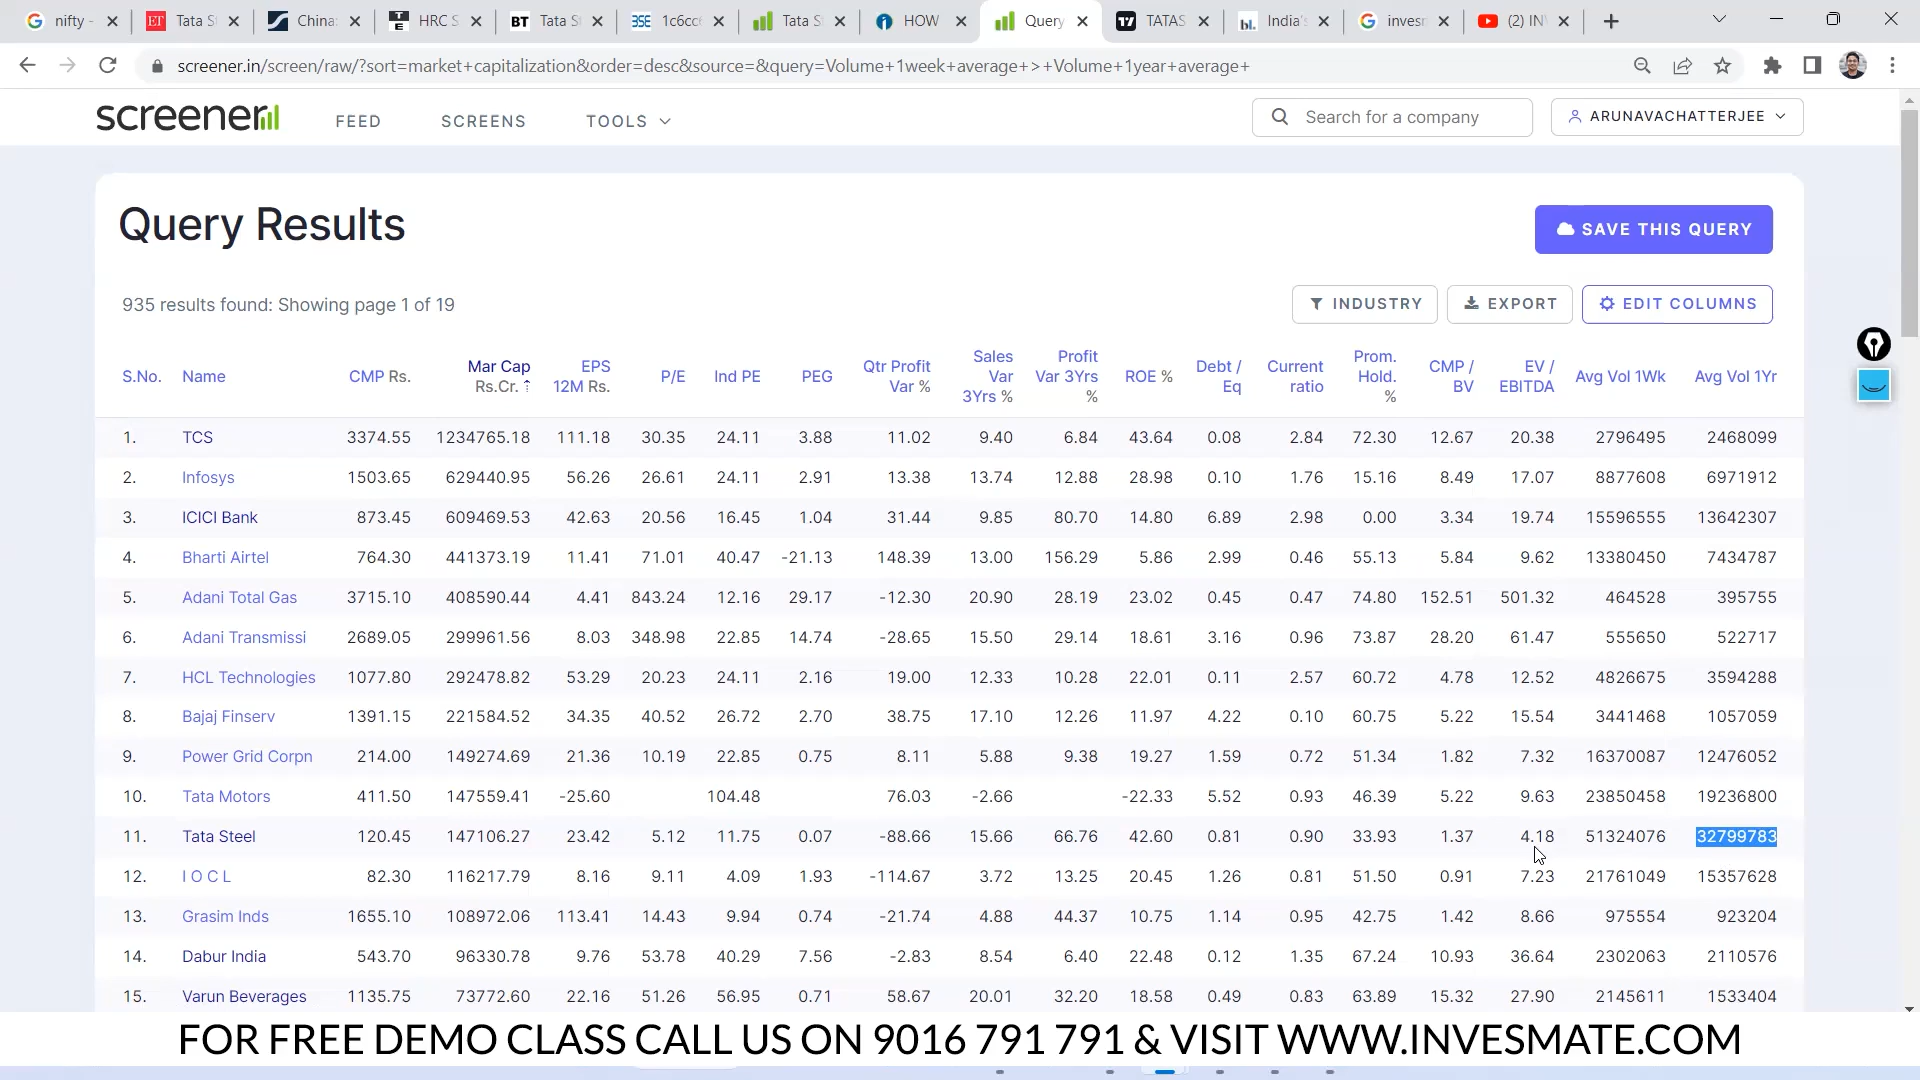 nifty -
Tata S
China
HRC S
Tata S
1c6cc
Tata S
HOW
Query
TATAS
India's
invesn
(2) IN
screener.in/screen/raw/?sort=market+capitalization&order=desc&source=&query=Volume+1week+average+>+Volume+1year+average+
screener
FEED
SCREENS
TOOLS
Search for a company
ARUNAVACHATTERJEE
Query Results
SAVE THIS QUERY
935 results found: Showing page 1 of 19
INDUSTRY
EXPORT
EDIT COLUMNS
S.No. Name CMP Rs. Mar Cap Rs.Cr. EPS 12M Rs. P/E Ind PE PEG Qtr Profit Var % Sales Var 3Yrs % Profit Var 3Yrs % ROE % Debt / Eq Current ratio Prom. Hold. % CMP / BV EV / EBITDA Avg Vol 1Wk Avg Vol 1Yr
1. TCS 3374.55 1234765.18 111.18 30.35 24.11 3.88 11.02 9.40 6.84 43.64 0.08 2.84 72.30 12.67 20.38 2796495 2468099
2. Infosys 1503.65 629440.95 56.26 26.61 24.11 2.91 13.38 13.74 12.88 28.98 0.10 1.76 15.16 8.49 17.07 8877608 6971912
3. ICICI Bank 873.45 609469.53 42.63 20.56 16.45 1.04 31.44 9.85 80.70 14.80 6.89 2.98 0.00 3.34 19.74 15596555 13642307
4. Bharti Airtel 764.30 441373.19 11.41 71.01 40.47 -21.13 148.39 13.00 156.29 5.86 2.99 0.46 55.13 5.84 9.62 13380450 7434787
5. Adani Total Gas 3715.10 408590.44 4.41 843.24 12.16 29.17 -12.30 20.90 28.19 23.02 0.45 0.47 74.80 152.51 501.32 464528 395755
6. Adani Transmissi 2689.05 299961.56 8.03 348.98 22.85 14.74 -28.65 15.50 29.14 18.61 3.16 0.96 73.87 28.20 61.47 555650 522717
7. HCL Technologies 1077.80 292478.82 53.29 20.23 24.11 2.16 19.00 12.33 10.28 22.01 0.11 2.57 60.72 4.78 12.52 4826675 3594288
8. Bajaj Finserv 1391.15 221584.52 34.35 40.52 26.72 2.70 38.75 17.10 12.26 11.97 4.22 0.10 60.75 5.22 15.54 3441468 1057059
9. Power Grid Corpn 214.00 149274.69 21.36 10.19 22.85 0.75 8.11 5.88 9.38 19.27 1.59 0.72 51.34 1.82 7.32 16370087 12476052
10. Tata Motors 411.50 147559.41 -25.60 104.48 76.03 -2.66 -22.33 5.52 0.93 46.39 5.22 9.63 23850458 19236800
11. Tata Steel 120.45 147106.27 23.42 5.12 11.75 0.07 -88.66 15.66 66.76 42.60 0.81 0.90 33.93 1.37 4.18 51324076 32799783
12. I O C L 82.30 116217.79 8.16 9.11 4.09 1.93 -114.67 3.72 13.25 20.45 1.26 0.81 51.50 0.91 7.23 21761049 15357628
13. Grasim Inds 1655.10 108972.06 113.41 14.43 9.94 0.74 -21.74 4.88 44.37 10.75 1.14 0.95 42.75 1.42 8.66 975554 923204
14. Dabur India 543.70 96330.78 9.76 53.78 40.29 7.56 -2.83 8.54 6.40 22.48 0.12 1.35 67.24 10.93 36.64 2302063 2110576
15. Varun Beverages 1135.75 73772.60 22.16 51.26 56.95 0.71 58.67 20.01 32.20 18.58 0.49 0.83 63.89 15.32 27.90 2145611 1533404
FOR FREE DEMO CLASS CALL US ON 9016 791 791 & VISIT WWW.INVESMATE.COM